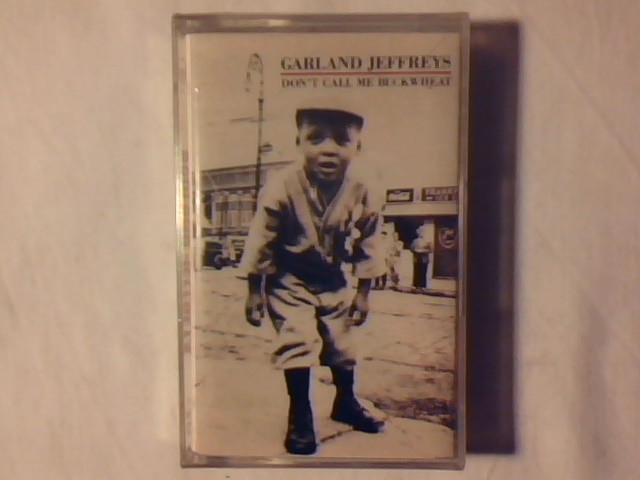 GARLAND JEFFREYS
DON'T CALL ME BUCKWHEAT